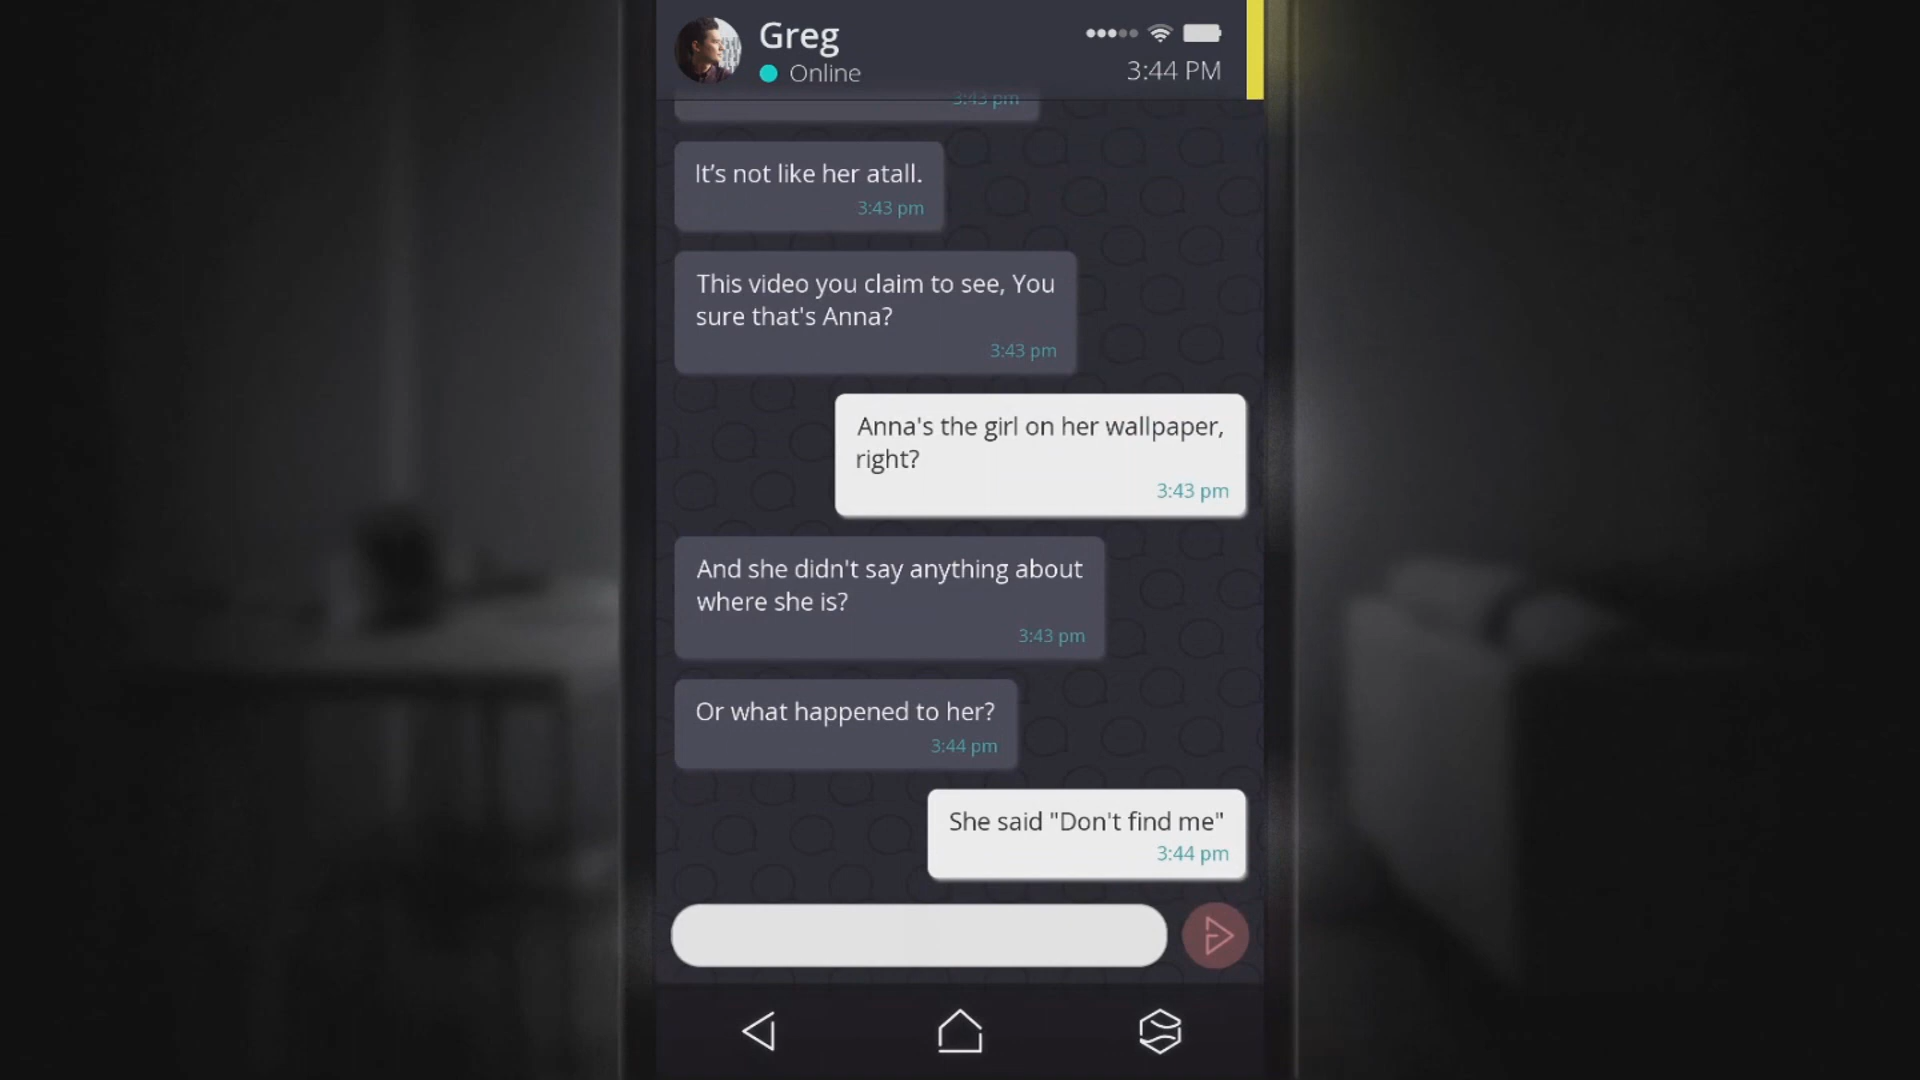 Greg
Online
3:44 PM
3:43 pm
It's not like her atall.
3:43 pm
This video you claim to see, You
sure that's Anna?
3:43 pm
Anna's the girl on her wallpaper,
right?
3:43 pm
And she didn't say anything about
where she is?
3:43 pm
Or what happened to her?
3:44 pm
She said "Don't find me"
3:44 pm